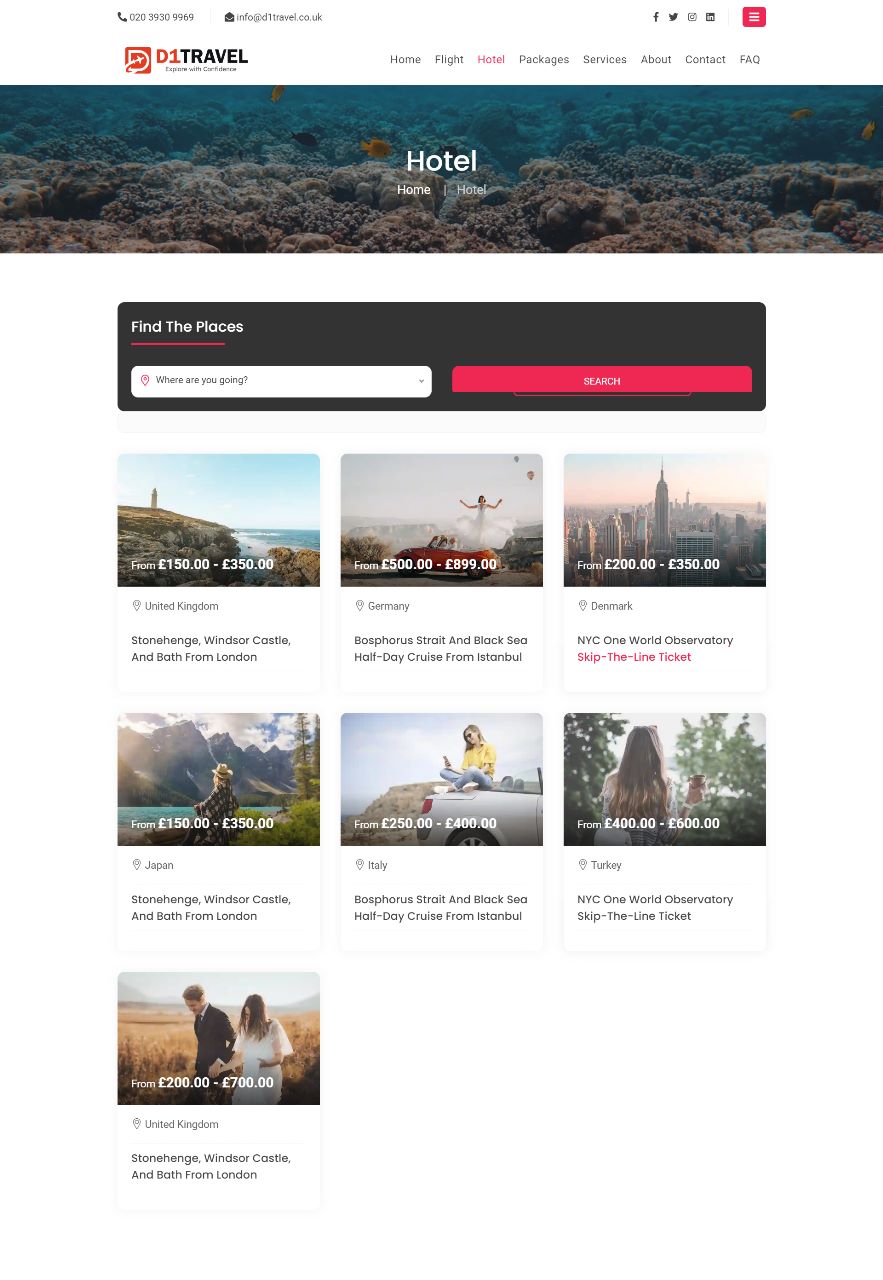 020 3930 9969 info@d1travel.co.uk
D1TRAVEL
Explore with Confidence
Home Flight Hotel Packages Services About Contact FAQ
Hotel
Home | Hotel
Find The Places
Where are you going? SEARCH
From £150.00 - £350.00
United Kingdom
Stonehenge, Windsor Castle,
And Bath From London
From £500.00 - £899.00
Germany
Bosphorus Strait And Black Sea
Half-Day Cruise From Istanbul
From £200.00 - £350.00
Denmark
NYC One World Observatory
Skip-The-Line Ticket
From £150.00 - £350.00
Japan
Stonehenge, Windsor Castle,
And Bath From London
From £250.00 - £400.00
Italy
Bosphorus Strait And Black Sea
Half-Day Cruise From Istanbul
From £400.00 - £600.00
Turkey
NYC One World Observatory
Skip-The-Line Ticket
From £200.00 - £700.00
United Kingdom
Stonehenge, Windsor Castle,
And Bath From London